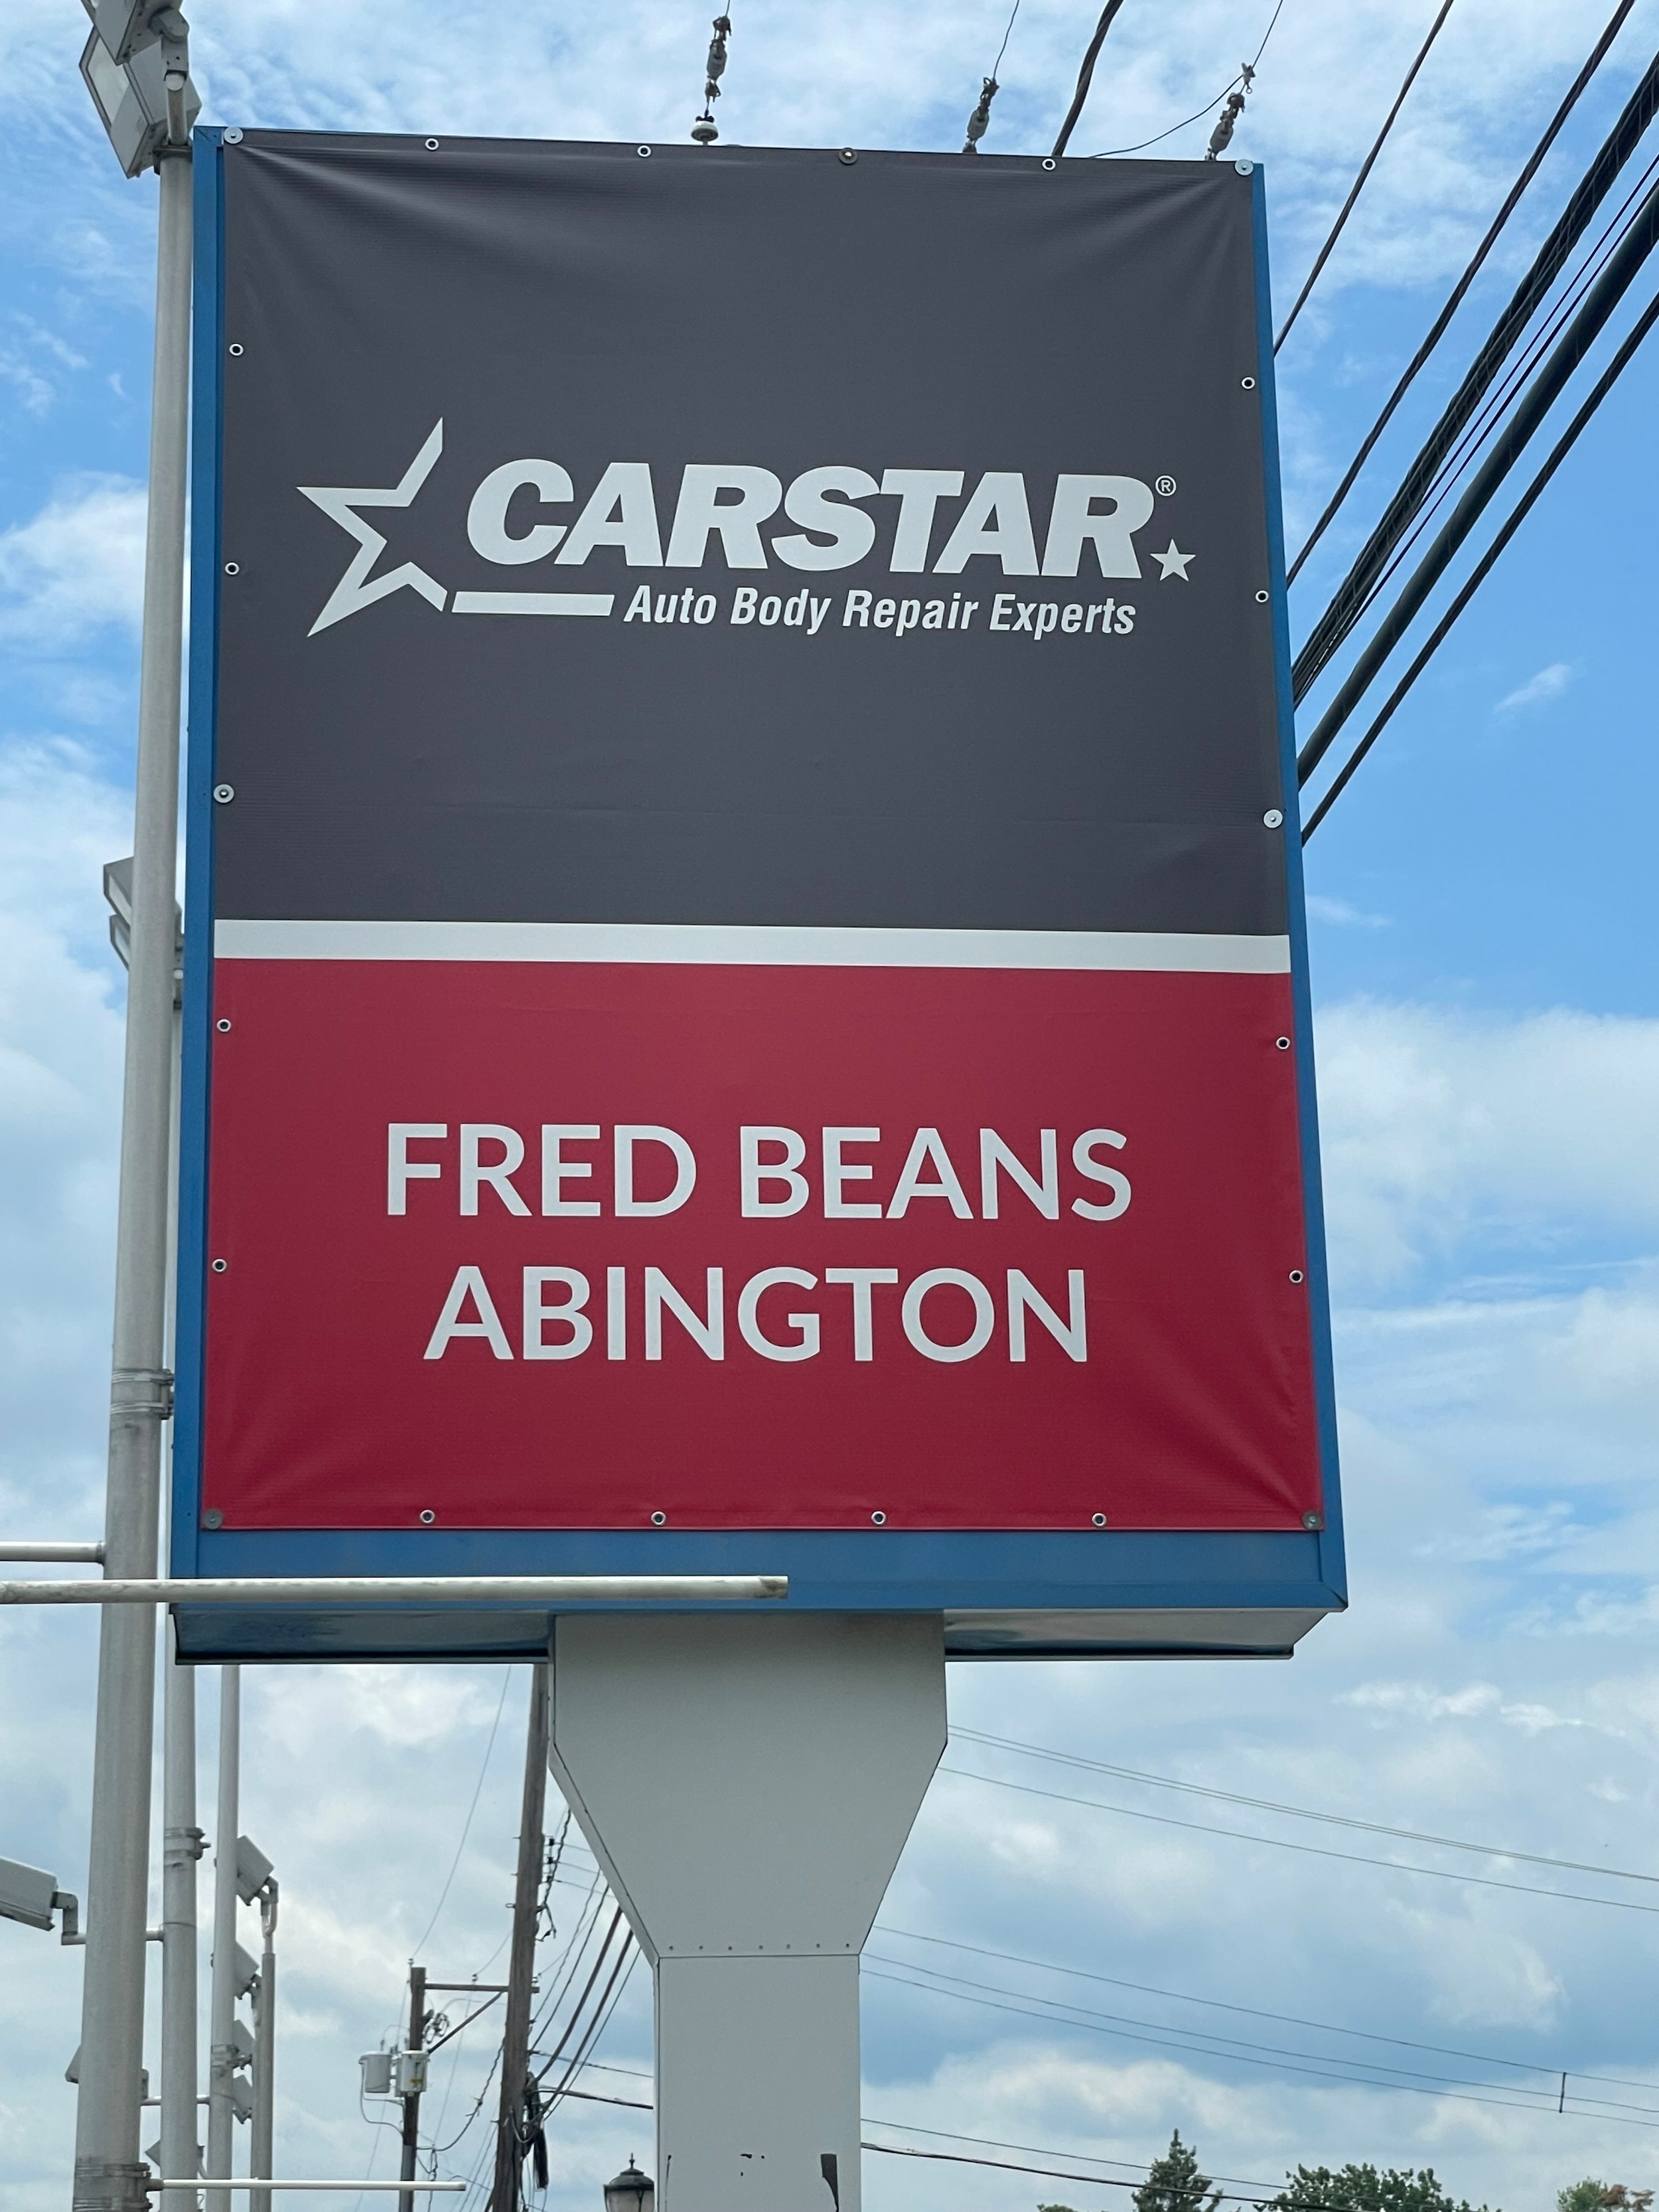 CARSTAR®
Auto Body Repair Experts
FRED BEANS
ABINGTON